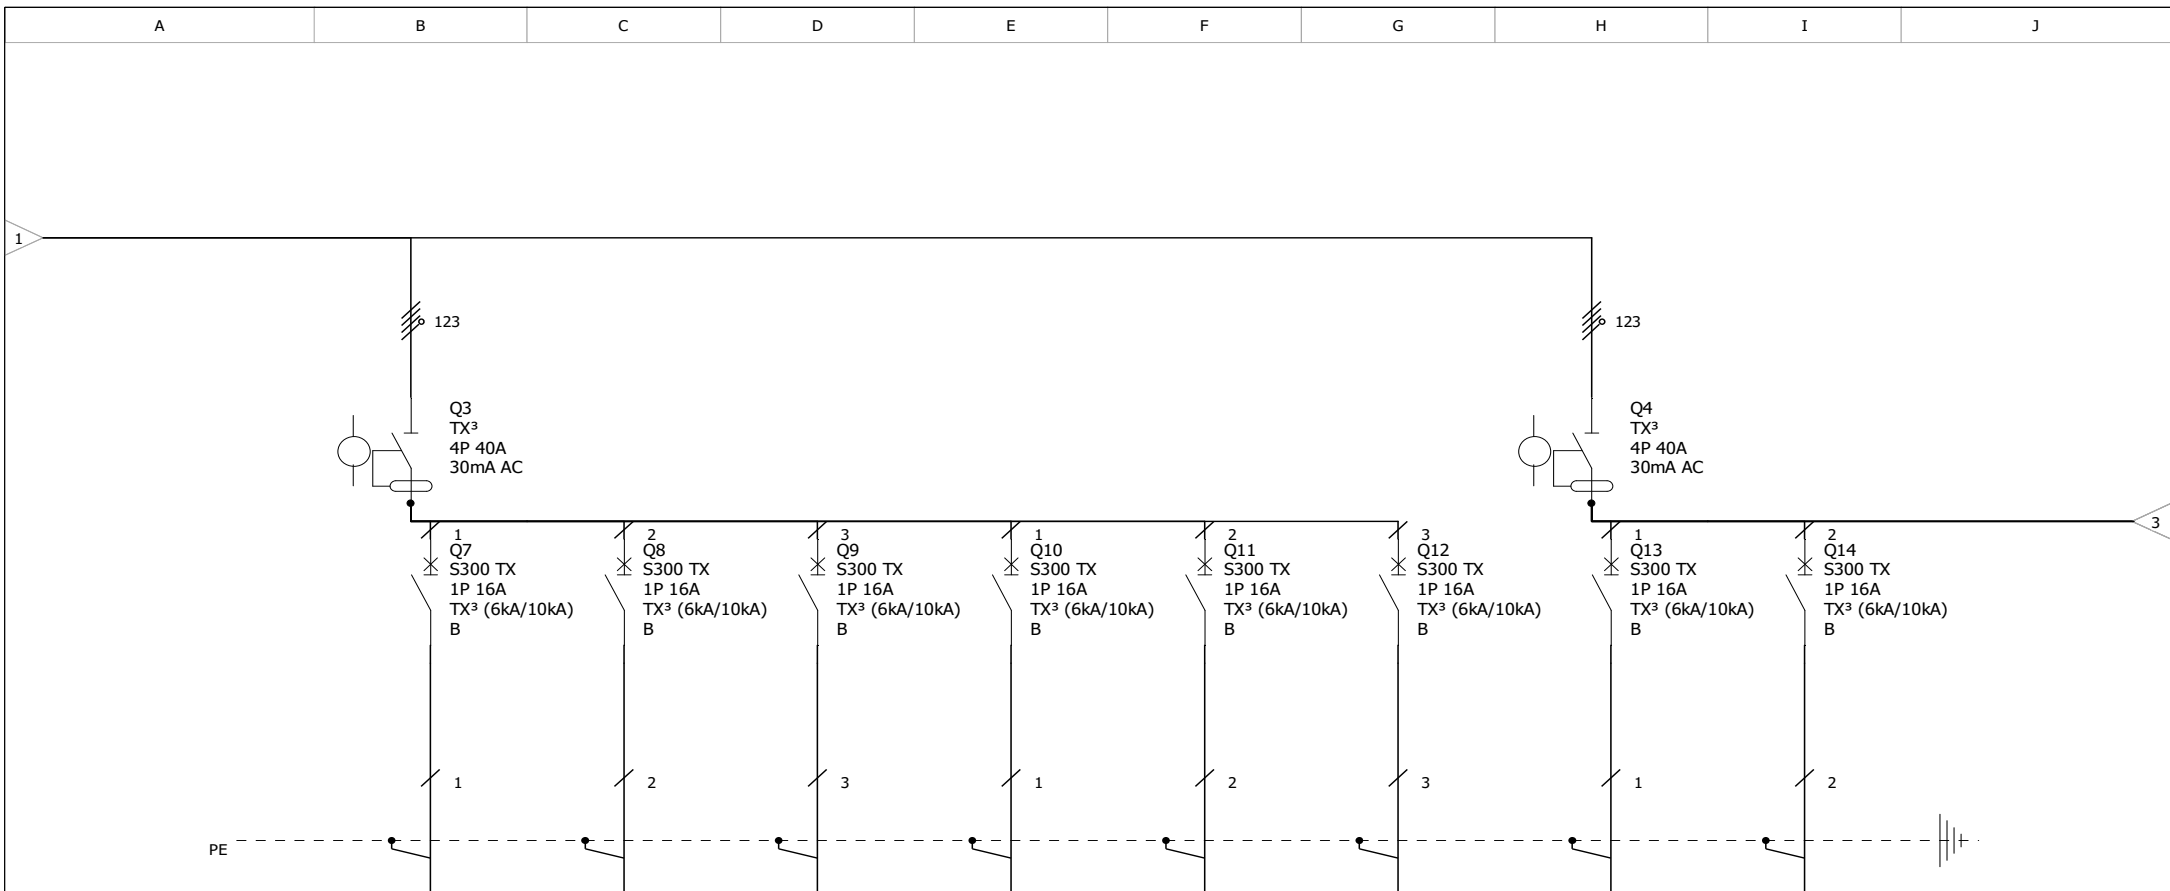 A B C D E F G H I J
1
123 123
Q3
TX³
4P 40A
30mA AC
Q4
TX³
4P 40A
30mA AC
3
1
Q7
S300 TX
1P 16A
TX³ (6kA/10kA)
B
2
Q8
S300 TX
1P 16A
TX³ (6kA/10kA)
B
3
Q9
S300 TX
1P 16A
TX³ (6kA/10kA)
B
1
Q10
S300 TX
1P 16A
TX³ (6kA/10kA)
B
2
Q11
S300 TX
1P 16A
TX³ (6kA/10kA)
B
3
Q12
S300 TX
1P 16A
TX³ (6kA/10kA)
B
1
Q13
S300 TX
1P 16A
TX³ (6kA/10kA)
B
2
Q14
S300 TX
1P 16A
TX³ (6kA/10kA)
B
1 2 3 1 2 3 1 2
PE